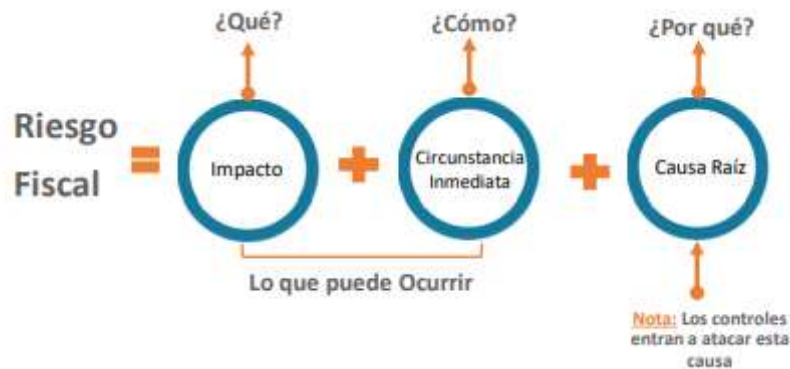 ¿Qué?
¿Cómo?
¿Por qué?
Riesgo
Fiscal
=
Impacto
+
Circunstancia
Inmediata
+
Causa Raíz
Lo que puede Ocurrir
Nota: Los controles
entran a atacar esta
causa